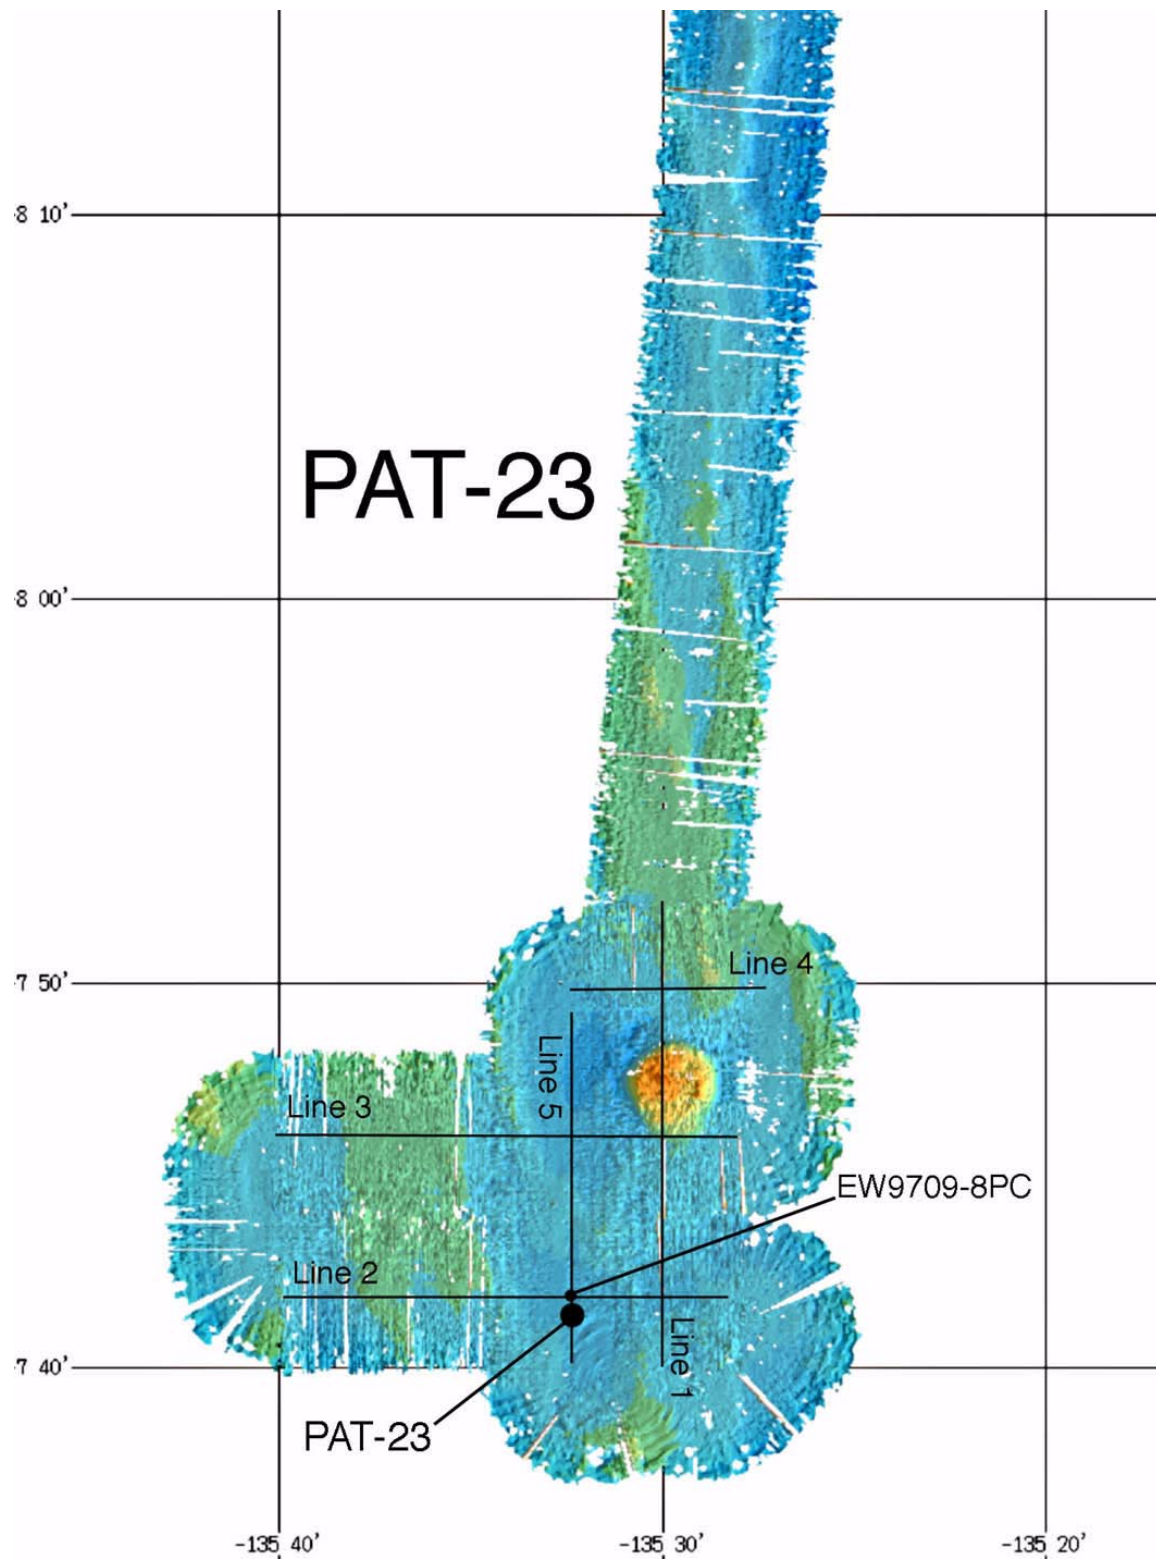 8 10'
PAT-23
8 00'
Line 4
7 50'
Line 5
Line 3
EW9709-8PC
Line 2
Line 1
7 40'
PAT-23
-135 40' -135 30' -135 20'